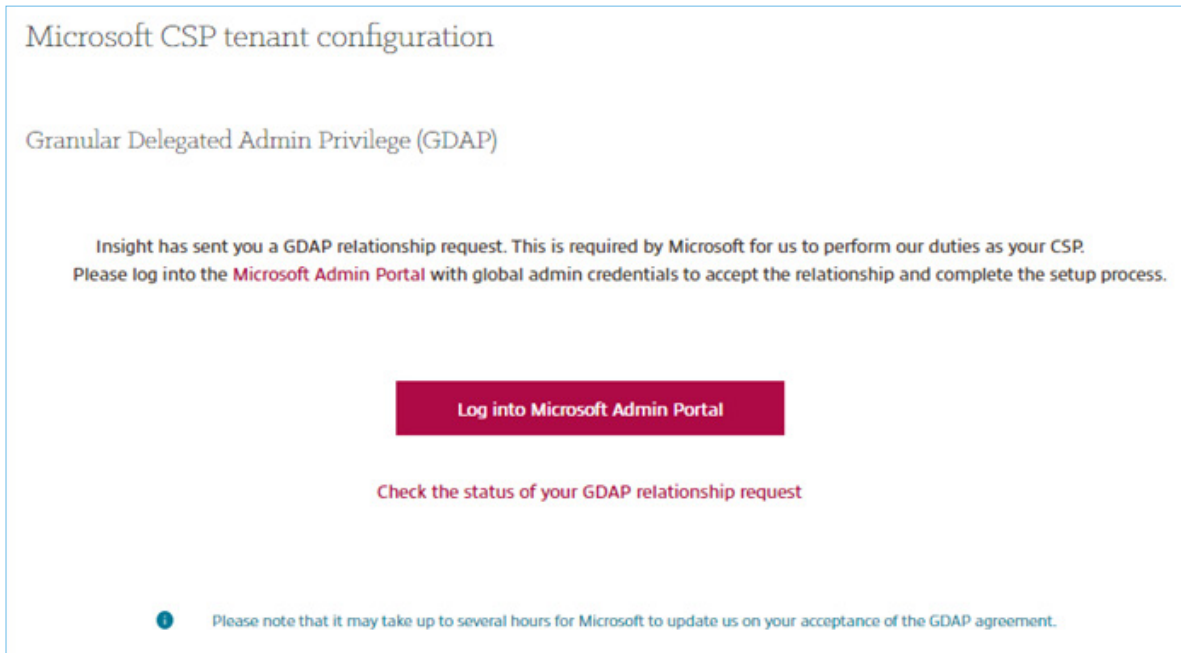 Microsoft CSP tenant configuration
Granular Delegated Admin Privilege (GDAP)
Insight has sent you a GDAP relationship request. This is required by Microsoft for us to perform our duties as your CSP.
Please log into the Microsoft Admin Portal with global admin credentials to accept the relationship and complete the setup process.
Log into Microsoft Admin Portal
Check the status of your GDAP relationship request
Please note that it may take up to several hours for Microsoft to update us on your acceptance of the GDAP agreement.